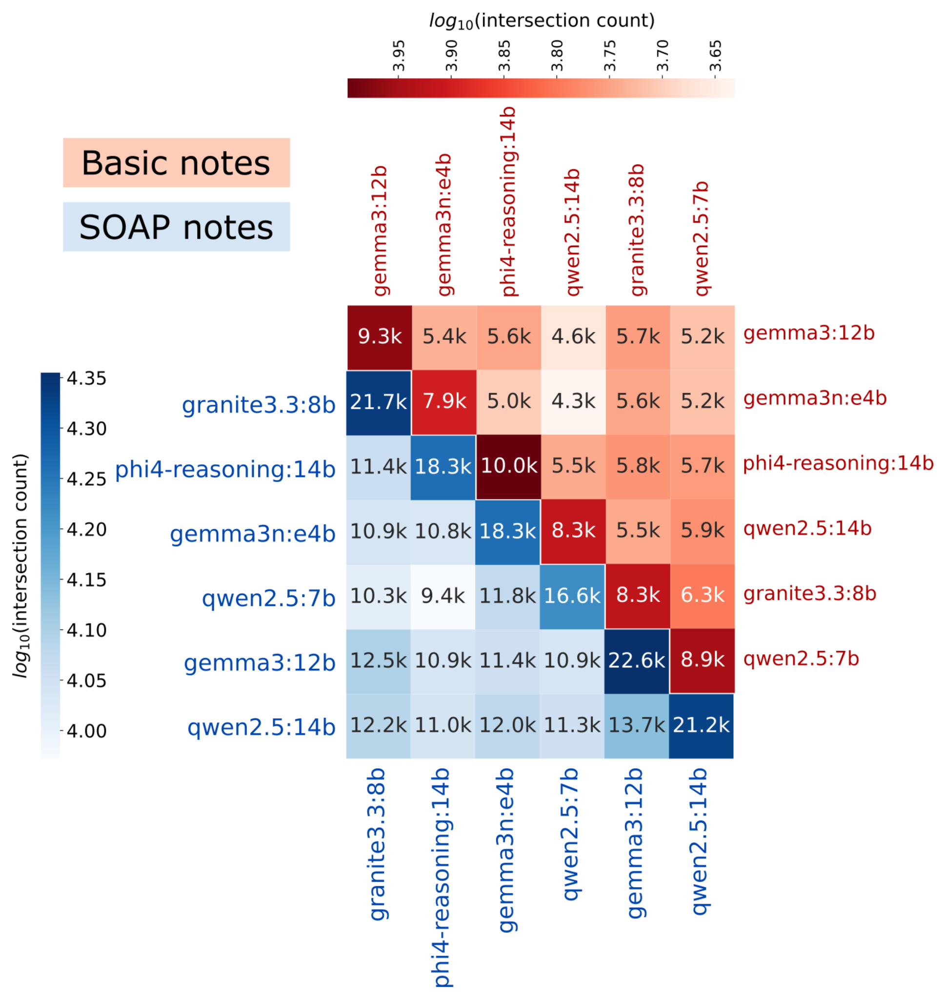 log10(intersection count)
3.95 3.90 3.85 3.80 3.75 3.70 3.65
Basic notes
SOAP notes
gemma3:12b
gemma3n:e4b
phi4-reasoning:14b
qwen2.5:14b
granite3.3:8b
qwen2.5:7b
9.3k 5.4k 5.6k 4.6k 5.7k 5.2k gemma3:12b
granite3.3:8b 21.7k 7.9k 5.0k 4.3k 5.6k 5.2k gemma3n:e4b
phi4-reasoning:14b 11.4k 18.3k 10.0k 5.5k 5.8k 5.7k phi4-reasoning:14b
gemma3n:e4b 10.9k 10.8k 18.3k 8.3k 5.5k 5.9k qwen2.5:14b
qwen2.5:7b 10.3k 9.4k 11.8k 16.6k 8.3k 6.3k granite3.3:8b
gemma3:12b 12.5k 10.9k 11.4k 10.9k 22.6k 8.9k qwen2.5:7b
qwen2.5:14b 12.2k 11.0k 12.0k 11.3k 13.7k 21.2k
log10(intersection count)
4.35
4.30
4.25
4.20
4.15
4.10
4.05
4.00
granite3.3:8b
phi4-reasoning:14b
gemma3n:e4b
qwen2.5:7b
gemma3:12b
qwen2.5:14b